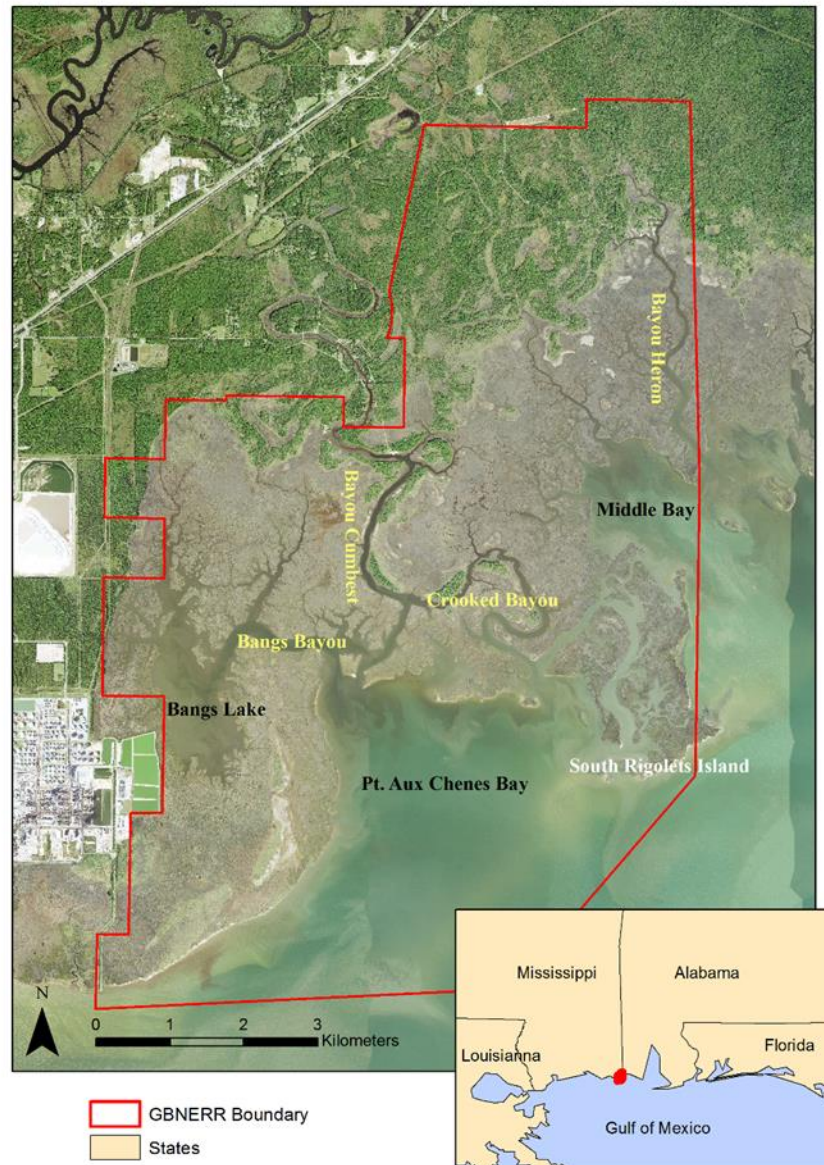 Bayou Heron
Middle Bay
Bayou Cumbest
Crooked Bayou
Bangs Bayou
Bangs Lake
South Rigolets Island
Pt. Aux Chenes Bay
N
0 1 2 3
Kilometers
Mississippi
Alabama
Louisianna
Florida
Gulf of Mexico
GBNERR Boundary
States